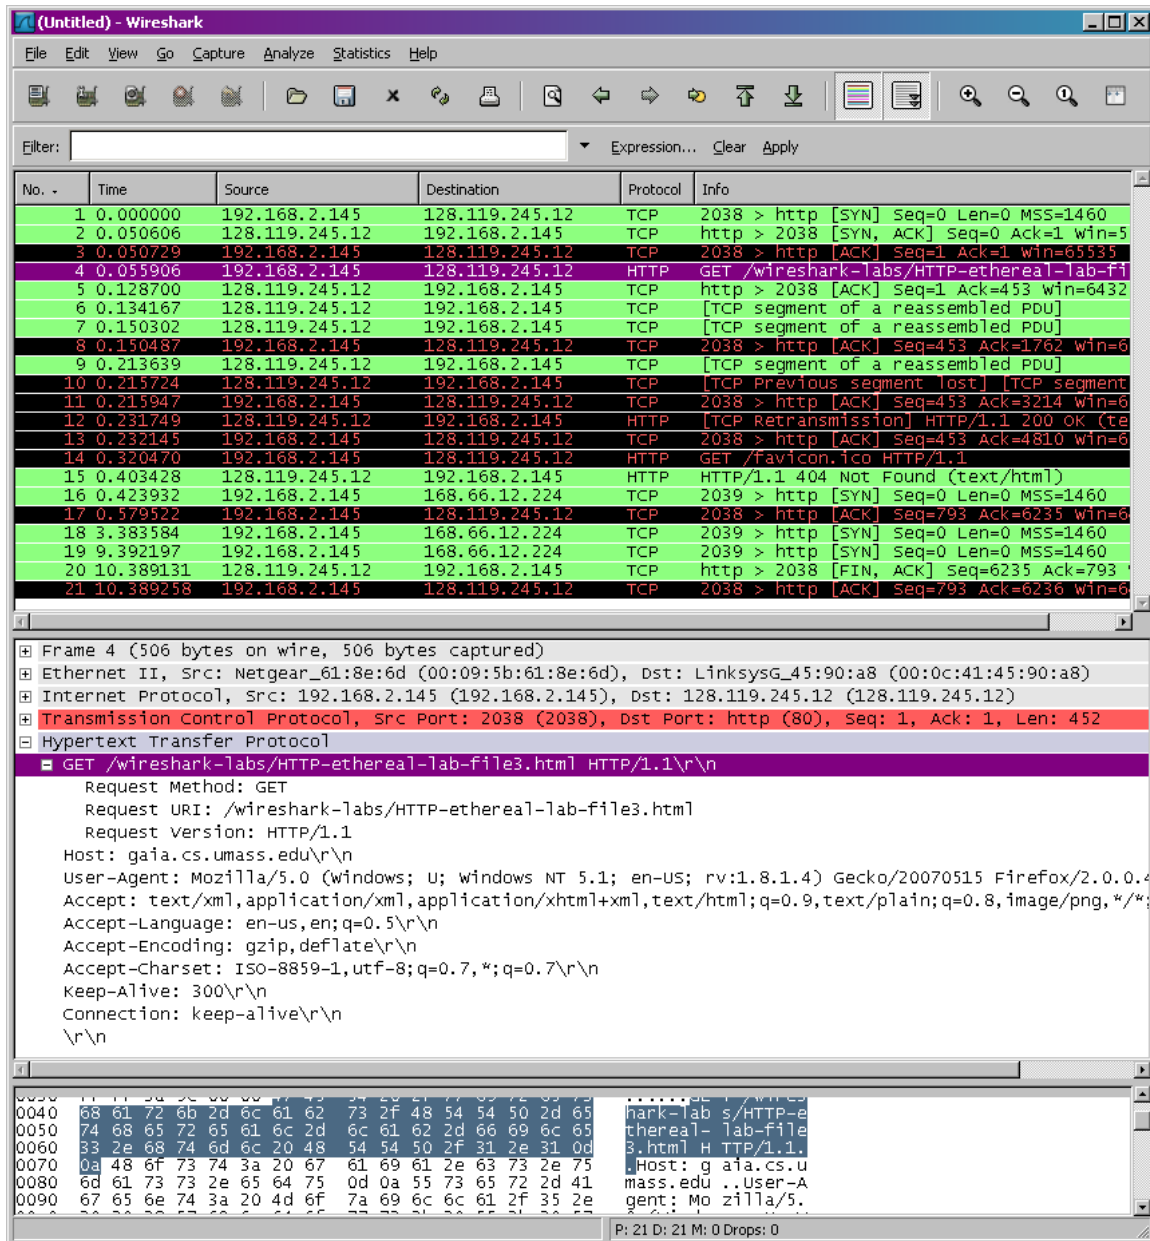 (Untitled) - Wireshark
File Edit View Go Capture Analyze Statistics Help
Filter: Expression... Clear Apply
No. Time Source Destination Protocol Info
1 0.000000 192.168.2.145 128.119.245.12 TCP 2038 > http [SYN] Seq=0 Len=0 MSS=1460
2 0.050606 128.119.245.12 192.168.2.145 TCP http > 2038 [SYN, ACK] Seq=0 Ack=1 Win=5
3 0.050729 192.168.2.145 128.119.245.12 TCP 2038 > http [ACK] Seq=1 Ack=1 Win=65535
4 0.055906 192.168.2.145 128.119.245.12 HTTP GET /wireshark-labs/HTTP-ethereal-lab-fi
5 0.128700 128.119.245.12 192.168.2.145 TCP http > 2038 [ACK] Seq=1 Ack=453 Win=6432
6 0.134167 128.119.245.12 192.168.2.145 TCP [TCP segment of a reassembled PDU]
7 0.150302 128.119.245.12 192.168.2.145 TCP [TCP segment of a reassembled PDU]
8 0.150487 192.168.2.145 128.119.245.12 TCP 2038 > http [ACK] Seq=453 Ack=1762 Win=6
9 0.213639 128.119.245.12 192.168.2.145 TCP [TCP segment of a reassembled PDU]
10 0.215724 128.119.245.12 192.168.2.145 TCP [TCP Previous segment lost] [TCP segment
11 0.215947 192.168.2.145 128.119.245.12 TCP 2038 > http [ACK] Seq=453 Ack=3214 Win=6
12 0.231749 128.119.245.12 192.168.2.145 HTTP [TCP Retransmission] HTTP/1.1 200 OK (te
13 0.232145 192.168.2.145 128.119.245.12 TCP 2038 > http [ACK] Seq=453 Ack=4810 Win=6
14 0.320470 192.168.2.145 128.119.245.12 HTTP GET /favicon.ico HTTP/1.1
15 0.403428 128.119.245.12 192.168.2.145 HTTP HTTP/1.1 404 Not Found (text/html)
16 0.423932 192.168.2.145 168.66.12.224 TCP 2039 > http [SYN] Seq=0 Len=0 MSS=1460
17 0.579522 192.168.2.145 128.119.245.12 TCP 2038 > http [ACK] Seq=793 Ack=6235 Win=6
18 3.383584 192.168.2.145 168.66.12.224 TCP 2039 > http [SYN] Seq=0 Len=0 MSS=1460
19 9.392197 192.168.2.145 168.66.12.224 TCP 2039 > http [SYN] Seq=0 Len=0 MSS=1460
20 10.389131 128.119.245.12 192.168.2.145 TCP http > 2038 [FIN, ACK] Seq=6235 Ack=793
21 10.389258 192.168.2.145 128.119.245.12 TCP 2038 > http [ACK] Seq=793 Ack=6236 Win=6
Frame 4 (506 bytes on wire, 506 bytes captured)
Ethernet II, Src: Netgear_61:8e:6d (00:09:5b:61:8e:6d), Dst: LinksysG_45:90:a8 (00:0c:41:45:90:a8)
Internet Protocol, Src: 192.168.2.145 (192.168.2.145), Dst: 128.119.245.12 (128.119.245.12)
Transmission Control Protocol, Src Port: 2038 (2038), Dst Port: http (80), Seq: 1, Ack: 1, Len: 452
Hypertext Transfer Protocol
GET /wireshark-labs/HTTP-ethereal-lab-file3.html HTTP/1.1\r\n
Request Method: GET
Request URI: /wireshark-labs/HTTP-ethereal-lab-file3.html
Request Version: HTTP/1.1
Host: gaia.cs.umass.edu\r\n
User-Agent: Mozilla/5.0 (Windows; U; Windows NT 5.1; en-US; rv:1.8.1.4) Gecko/20070515 Firefox/2.0.0.4
Accept: text/xml,application/xml,application/xhtml+xml,text/html;q=0.9,text/plain;q=0.8,image/png,*/*;
Accept-Language: en-us,en;q=0.5\r\n
Accept-Encoding: gzip,deflate\r\n
Accept-Charset: ISO-8859-1,utf-8;q=0.7,*;q=0.7\r\n
Keep-Alive: 300\r\n
Connection: keep-alive\r\n
\r\n
0040 68 61 72 6b 2d 6c 61 62 73 2f 48 54 54 50 2d 65 hark-lab s/HTTP-e
0050 74 68 65 72 65 61 6c 2d 6c 61 62 2d 66 69 6c 65 thereal- lab-file
0060 33 2e 68 74 6d 6c 20 48 54 54 50 2f 31 2e 31 0d 3.html H TTP/1.1.
0070 0a 48 6f 73 74 3a 20 67 61 69 61 2e 63 73 2e 75 .Host: g aia.cs.u
0080 6d 61 73 73 2e 65 64 75 0d 0a 55 73 65 72 2d 41 mass.edu ..User-A
0090 67 65 6e 74 3a 20 4d 6f 7a 69 6c 6c 61 2f 35 2e gent: Mo zilla/5.
P: 21 D: 21 M: 0 Drops: 0